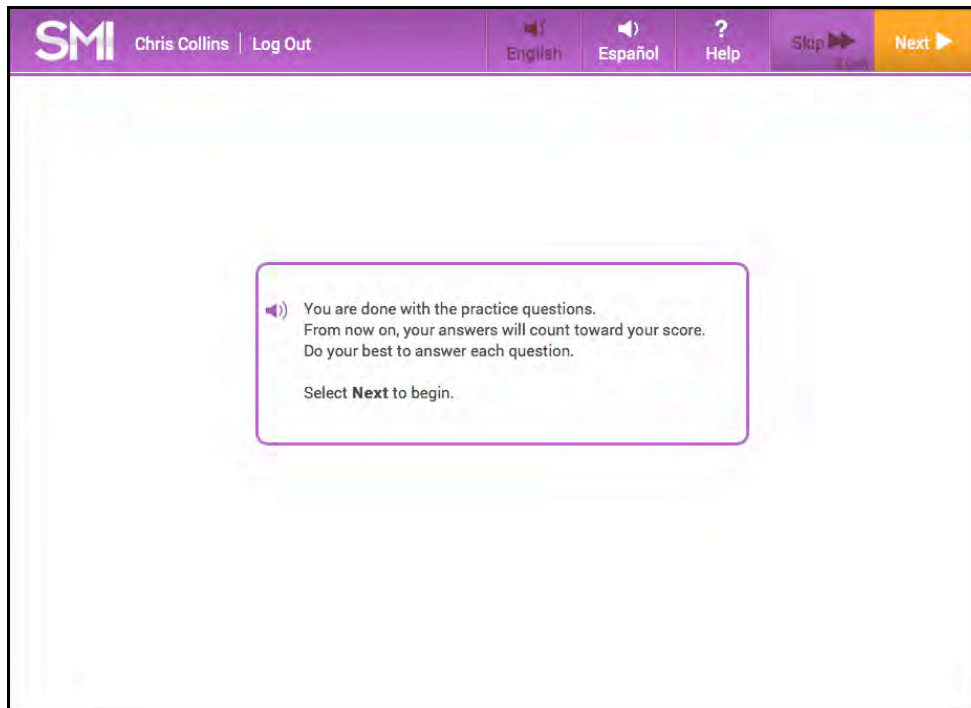 SMI Chris Collins | Log Out English Español ? Help Skip Next
You are done with the practice questions.
From now on, your answers will count toward your score.
Do your best to answer each question.
Select Next to begin.